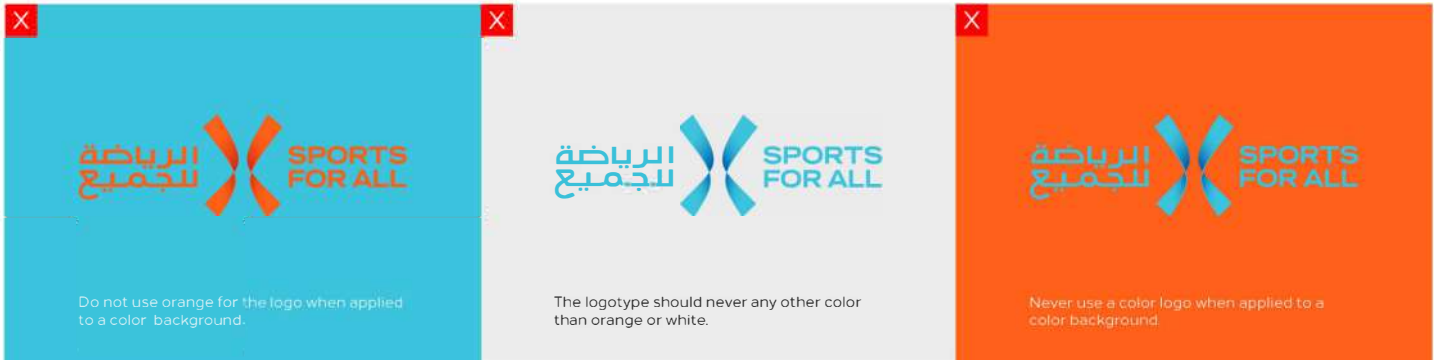 X
الرياضة
للجميع
SPORTS
FOR ALL
Do not use orange for the logo when applied
to a color background.
X
الرياضة
للجميع
SPORTS
FOR ALL
The logotype should never any other color
than orange or white.
X
الرياضة
للجميع
SPORTS
FOR ALL
Never use a color logo when applied to a
color background.